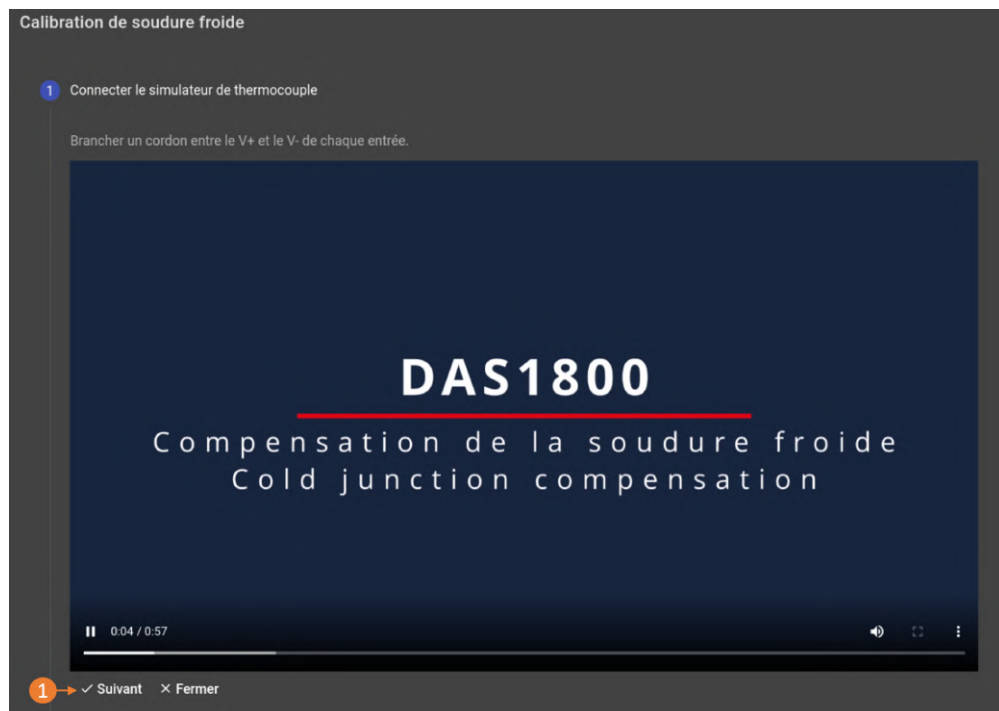 Calibration de soudure froide
1 Connecter le simulateur de thermocouple
Brancher un cordon entre le V+ et le V- de chaque entrée.
DAS1800
Compensation de la soudure froide
Cold junction compensation
0:04 / 0:57
1 Suivant Fermer